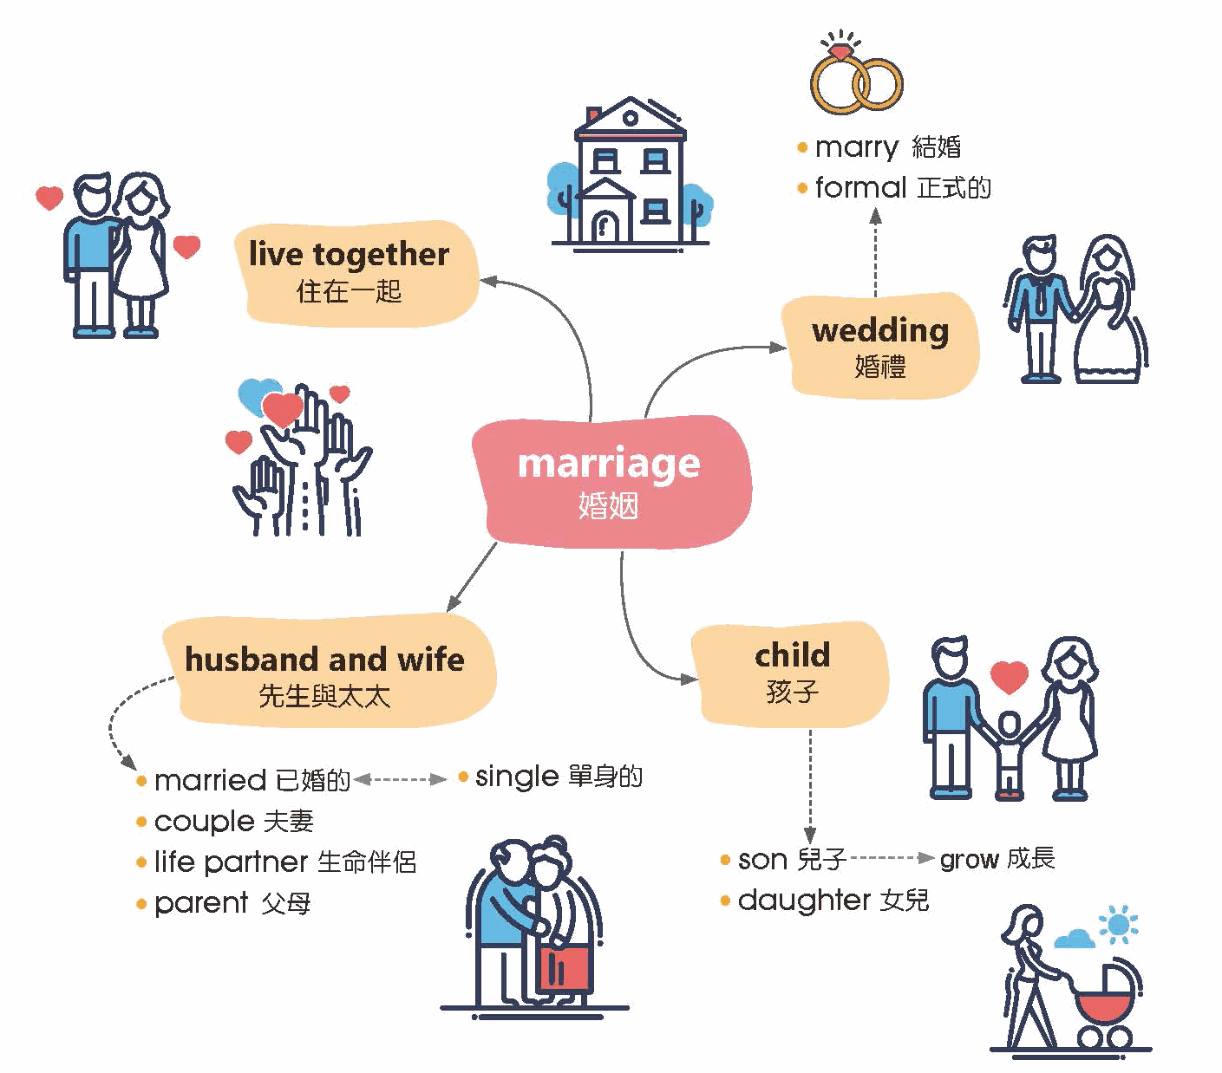 marry 結婚
formal 正式的
live together
住在一起
wedding
婚禮
marriage
婚姻
husband and wife
先生與太太
child
孩子
married 已婚的
single 單身的
couple 夫妻
life partner 生命伴侶
parent 父母
son 兒子
grow 成長
daughter 女兒